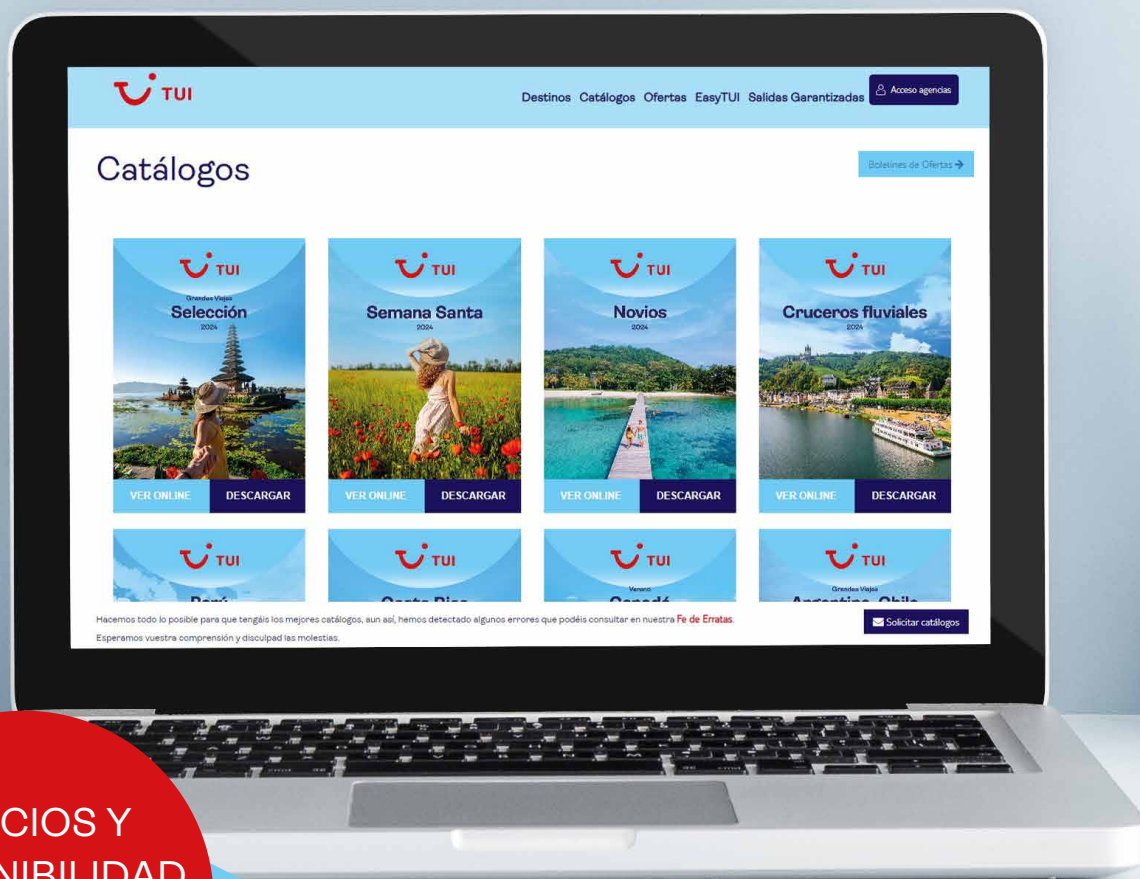 TUI
Destinos Catálogos Ofertas EasyTUI Salidas Garantizadas
Acceso agencias
Catálogos
Boletines de Ofertas
TUI
Grandes Viajes
Selección
2024
VER ONLINE
DESCARGAR
TUI
Semana Santa
2024
VER ONLINE
DESCARGAR
TUI
Novios
2024
VER ONLINE
DESCARGAR
TUI
Cruceros fluviales
2024
VER ONLINE
DESCARGAR
TUI
TUI
TUI
Verano
TUI
Grandes Viajes
Hacemos todo lo posible para que tengáis los mejores catálogos, aun así, hemos detectado algunos errores que podéis consultar en nuestra Fe de Erratas.
Esperamos vuestra comprensión y disculpad las molestias.
Solicitar catálogos
CIOS Y
NIBILIDAD